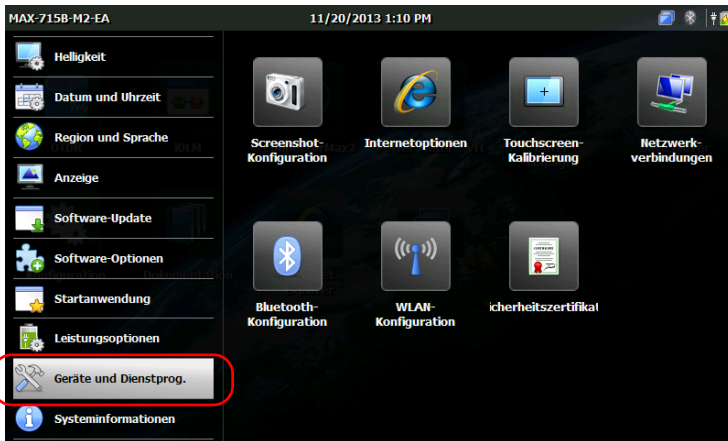 MAX-715B-M2-EA
11/20/2013 1:10 PM
Helligkeit
Datum und Uhrzeit
Region und Sprache
Anzeige
Software-Update
Software-Optionen
Startanwendung
Leistungsoptionen
Geräte und Dienstprog.
Systeminformationen
Screenshot-
Konfiguration
Internetoptionen
Touchscreen-
Kalibrierung
Netzwerk-
verbindungen
Bluetooth-
Konfiguration
WLAN-
Konfiguration
icherheitszertifikat